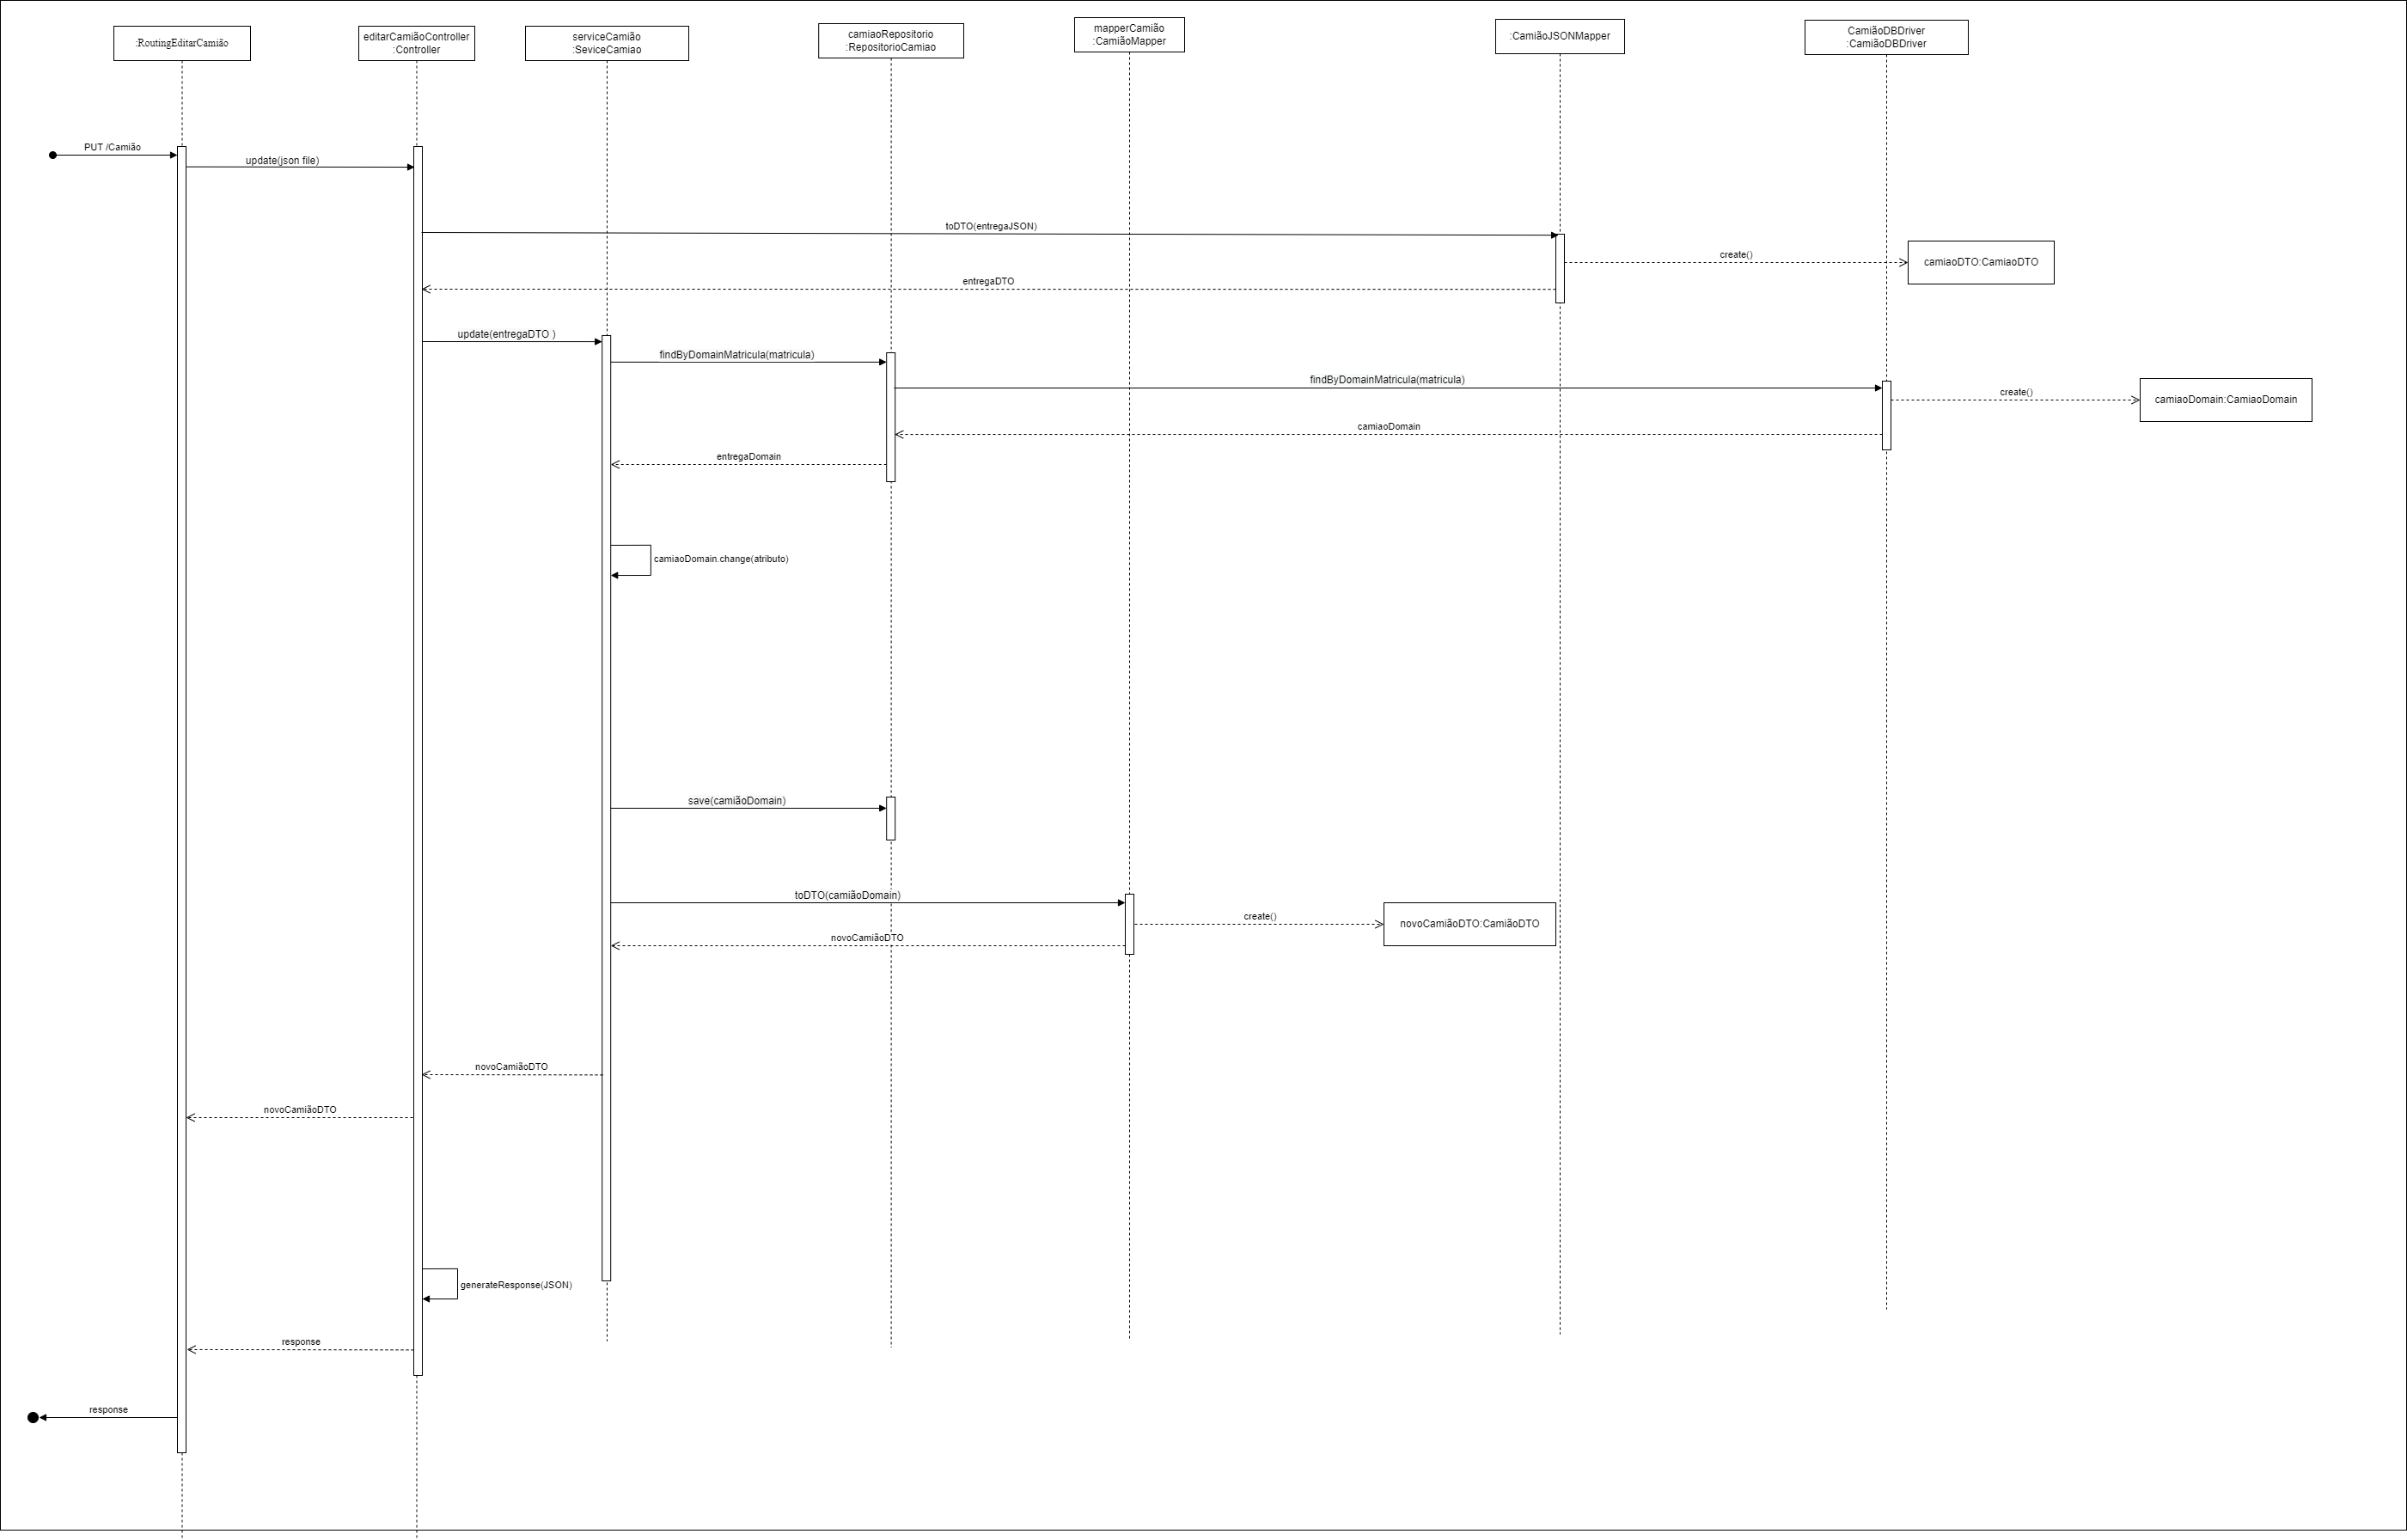 :RoutingEditarCamião
editarCamiãoController
:Controller
serviceCamião
:SeviceCamiao
camiaoRepositorio
:RepositorioCamiao
mapperCamião
:CamiãoMapper
:CamiãoJSONMapper
CamiãoDBDriver
:CamiãoDBDriver
PUT /Camião
update(json file)
toDTO(entregaJSON)
create()
camiaoDTO:CamiaoDTO
entregaDTO
update(entregaDTO )
findByDomainMatricula(matricula)
findByDomainMatricula(matricula)
create()
camiaoDomain:CamiaoDomain
camiaoDomain
entregaDomain
camiaoDomain.change(atributo)
save(camiãoDomain)
toDTO(camiãoDomain)
create()
novoCamiãoDTO:CamiãoDTO
novoCamiãoDTO
novoCamiãoDTO
novoCamiãoDTO
generateResponse(JSON)
response
response